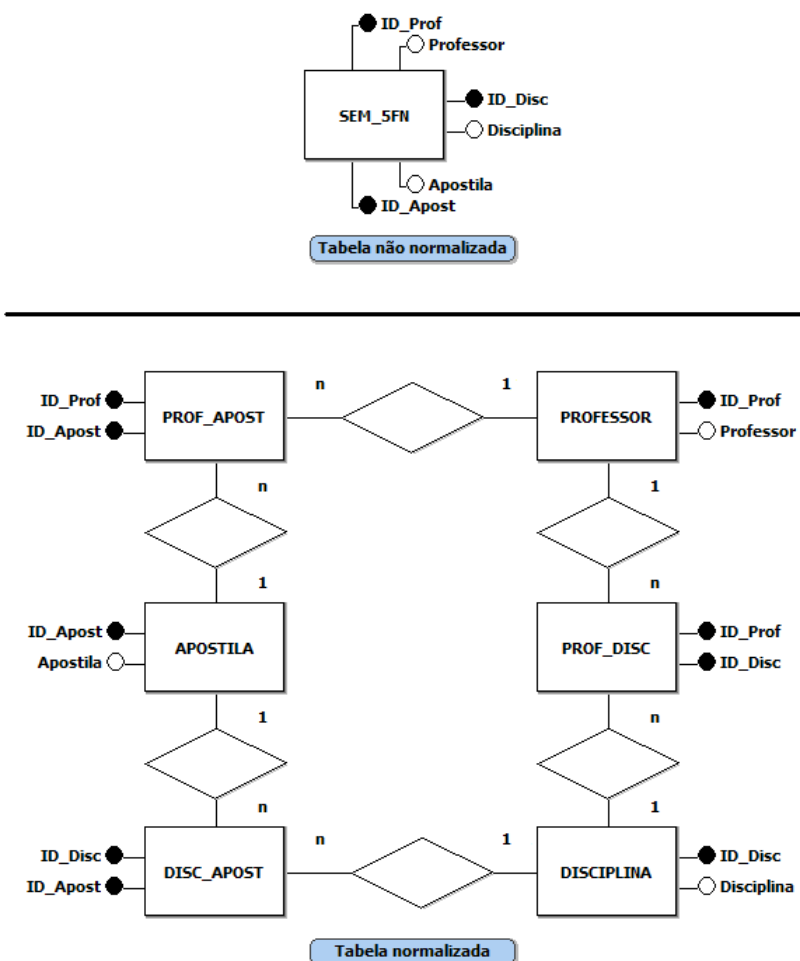 ID_Prof
Professor
SEM_5FN
ID_Disc
Disciplina
Apostila
ID_Apost
Tabela não normalizada
n
1
ID_Prof
ID_Apost
PROF_APOST
PROFESSOR
ID_Prof
Professor
n
1
1
n
ID_Apost
Apostila
APOSTILA
PROF_DISC
ID_Prof
ID_Disc
1
n
n
1
n
1
ID_Disc
ID_Apost
DISC_APOST
DISCIPLINA
ID_Disc
Disciplina
Tabela normalizada